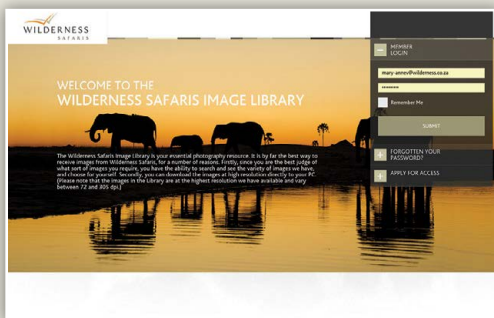 WILDERNESS
SAFARIS
MEMBER
LOGIN
Remember Me
SUBMIT
FORGOTTEN YOUR
PASSWORD?
APPLY FOR ACCESS
WELCOME TO THE
WILDERNESS SAFARIS IMAGE LIBRARY
The Wilderness Safaris Image Library is your essential photography resource. It is by far the best way to
receive images from Wilderness Safaris, for a number of reasons. Firstly, since you are the best judge of
what sort of images you require, you have the ability to search and see the variety of images we have,
and choose for yourself. Secondly, you can download the images at high resolution directly to your PC.
(Please note that the images in the Library are at the highest resolution we have available and vary
between 72 and 305 dpi.)